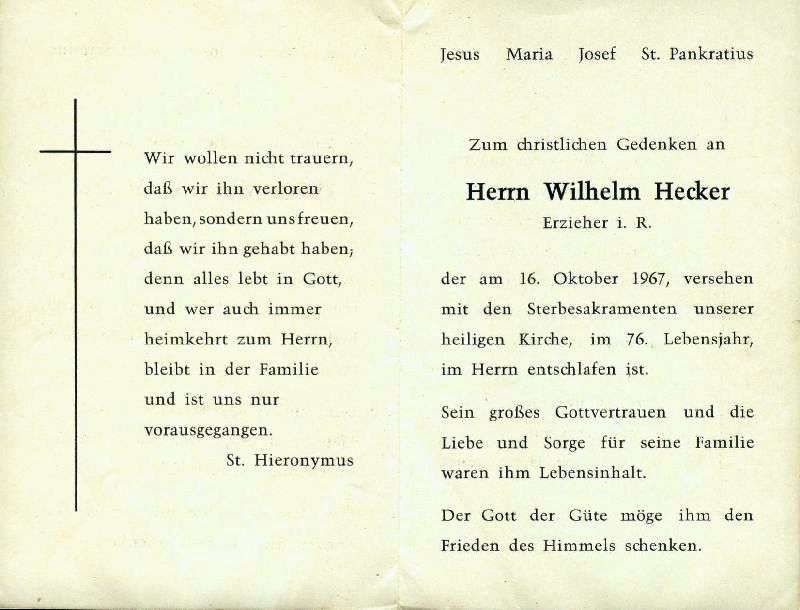 Wir wollen nicht trauern,
daß wir ihn verloren
haben, sondern uns freuen,
daß wir ihn gehabt haben;
denn alles lebt in Gott,
und wer auch immer
heimkehrt zum Herrn,
bleibt in der Familie
und ist uns nur
vorausgegangen.
St. Hieronymus
Jesus Maria Josef St. Pankratius
Zum christlichen Gedenken an
Herrn Wilhelm Hecker
Erzieher i. R.
der am 16. Oktober 1967, versehen
mit den Sterbesakramenten unserer
heiligen Kirche, im 76. Lebensjahr,
im Herrn entschlafen ist.
Sein großes Gottvertrauen und die
Liebe und Sorge für seine Familie
waren ihm Lebensinhalt.
Der Gott der Güte möge ihm den
Frieden des Himmels schenken.